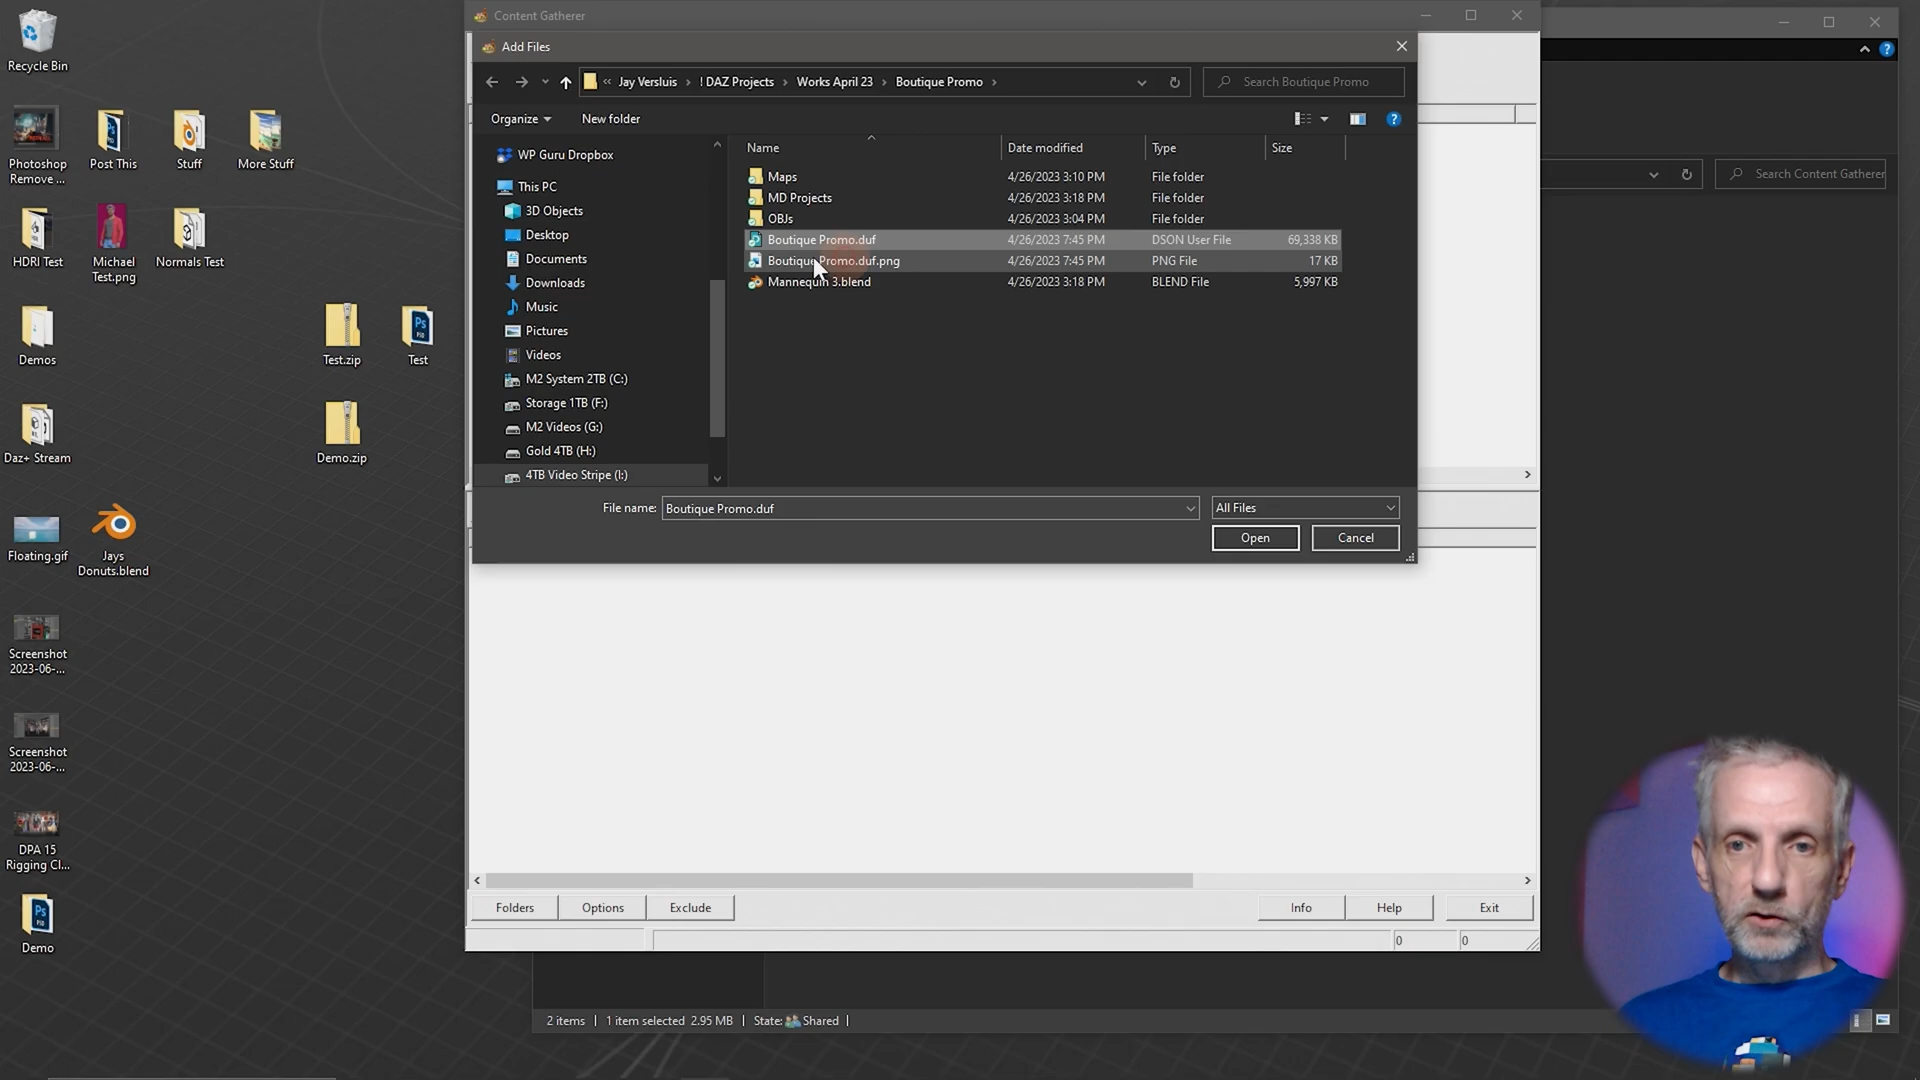 Content Gatherer
Add Files
Jay Versluis
! DAZ Projects
Works April 23
Boutique Promo
Search Boutique Promo
Organize
New folder
Name
Date modified
Type
Size
WP Guru Dropbox
This PC
3D Objects
Desktop
Documents
Downloads
Music
Pictures
Videos
M2 System 2TB (C:)
Storage 1TB (F:)
M2 Videos (G:)
Gold 4TB (H:)
4TB Video Stripe (I:)
Maps 4/26/2023 3:10 PM File folder
MD Projects 4/26/2023 3:18 PM File folder
OBJs 4/26/2023 3:04 PM File folder
Boutique Promo.duf 4/26/2023 7:45 PM DSON User File 69,338 KB
Boutique Promo.duf.png 4/26/2023 7:45 PM PNG File 17 KB
Mannequin 3.blend 4/26/2023 3:18 PM BLEND File 5,997 KB
File name: Boutique Promo.duf
All Files
Open
Cancel
Search Content Gatherer
Folders
Options
Exclude
Info
Help
Exit
0
0
2 items
1 item selected 2.95 MB
State: Shared
Recycle Bin
Photoshop
Remove ...
Post This
Stuff
More Stuff
HDRI Test
Michael
Test.png
Normals Test
Demos
Test.zip
Test
Daz+ Stream
Demo.zip
Floating.gif
Jays
Donuts.blend
Screenshot
2023-06-...
Screenshot
2023-06-...
DPA 15
Rigging Cl...
Demo